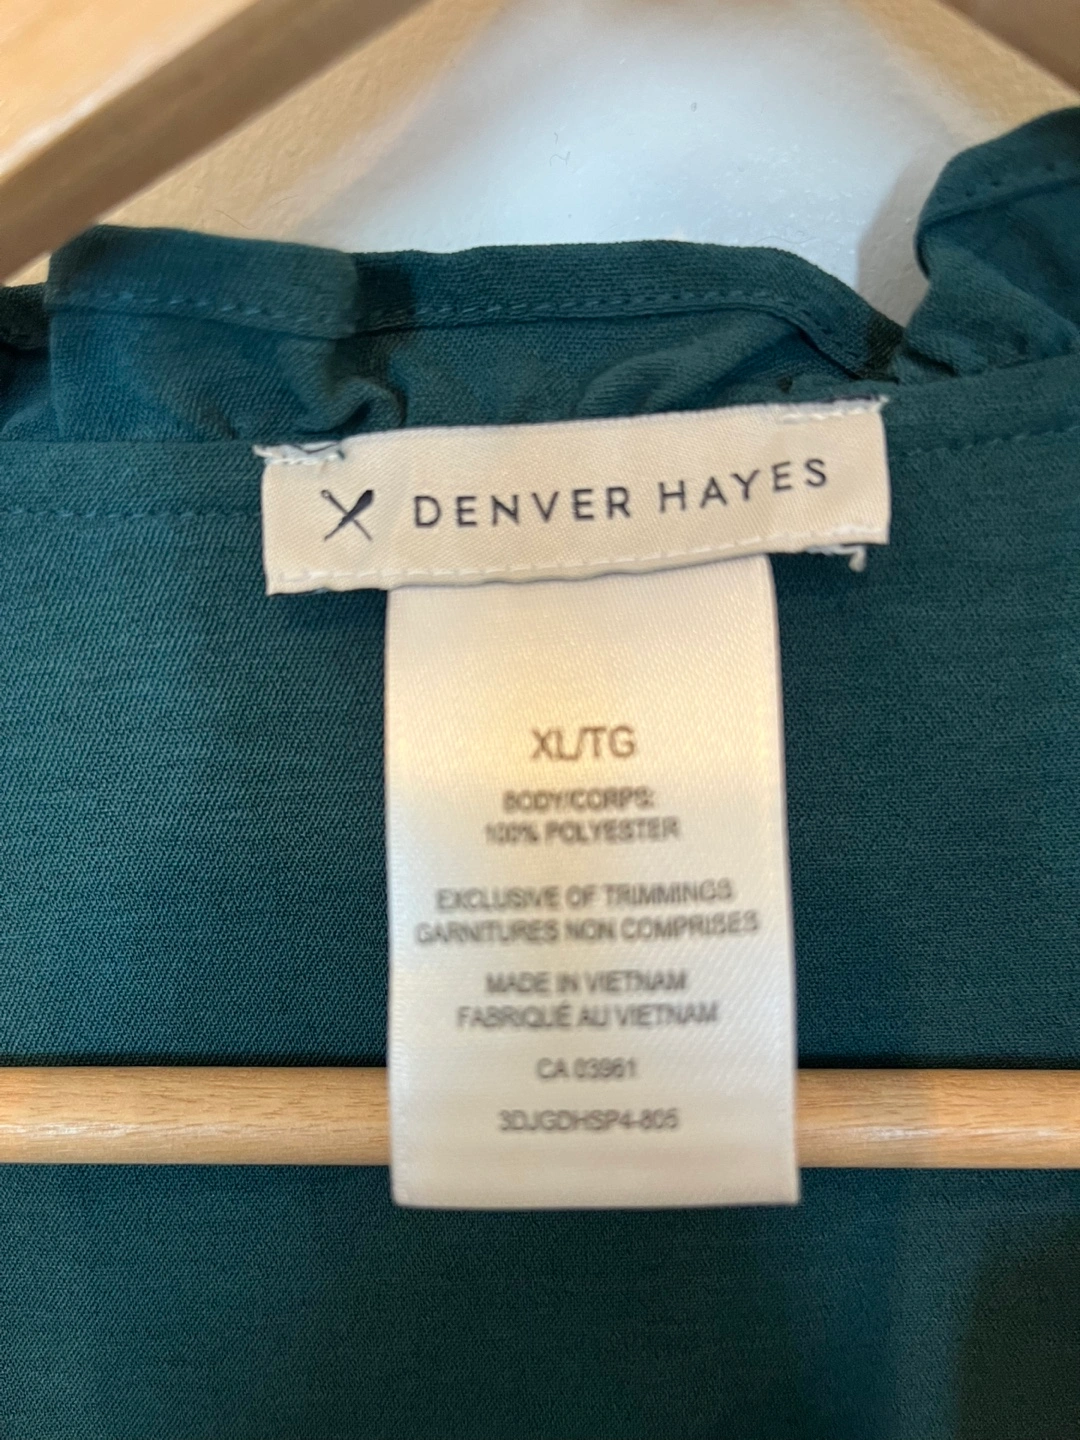 DENVER HAYES
XL/TG
BODY/CORPS:
100% POLYESTER
EXCLUSIVE OF TRIMMINGS
GARNITURES NON COMPRISES
MADE IN VIETNAM
FABRIQUÉ AU VIETNAM
CA 03961
3DJGDHSP4-805